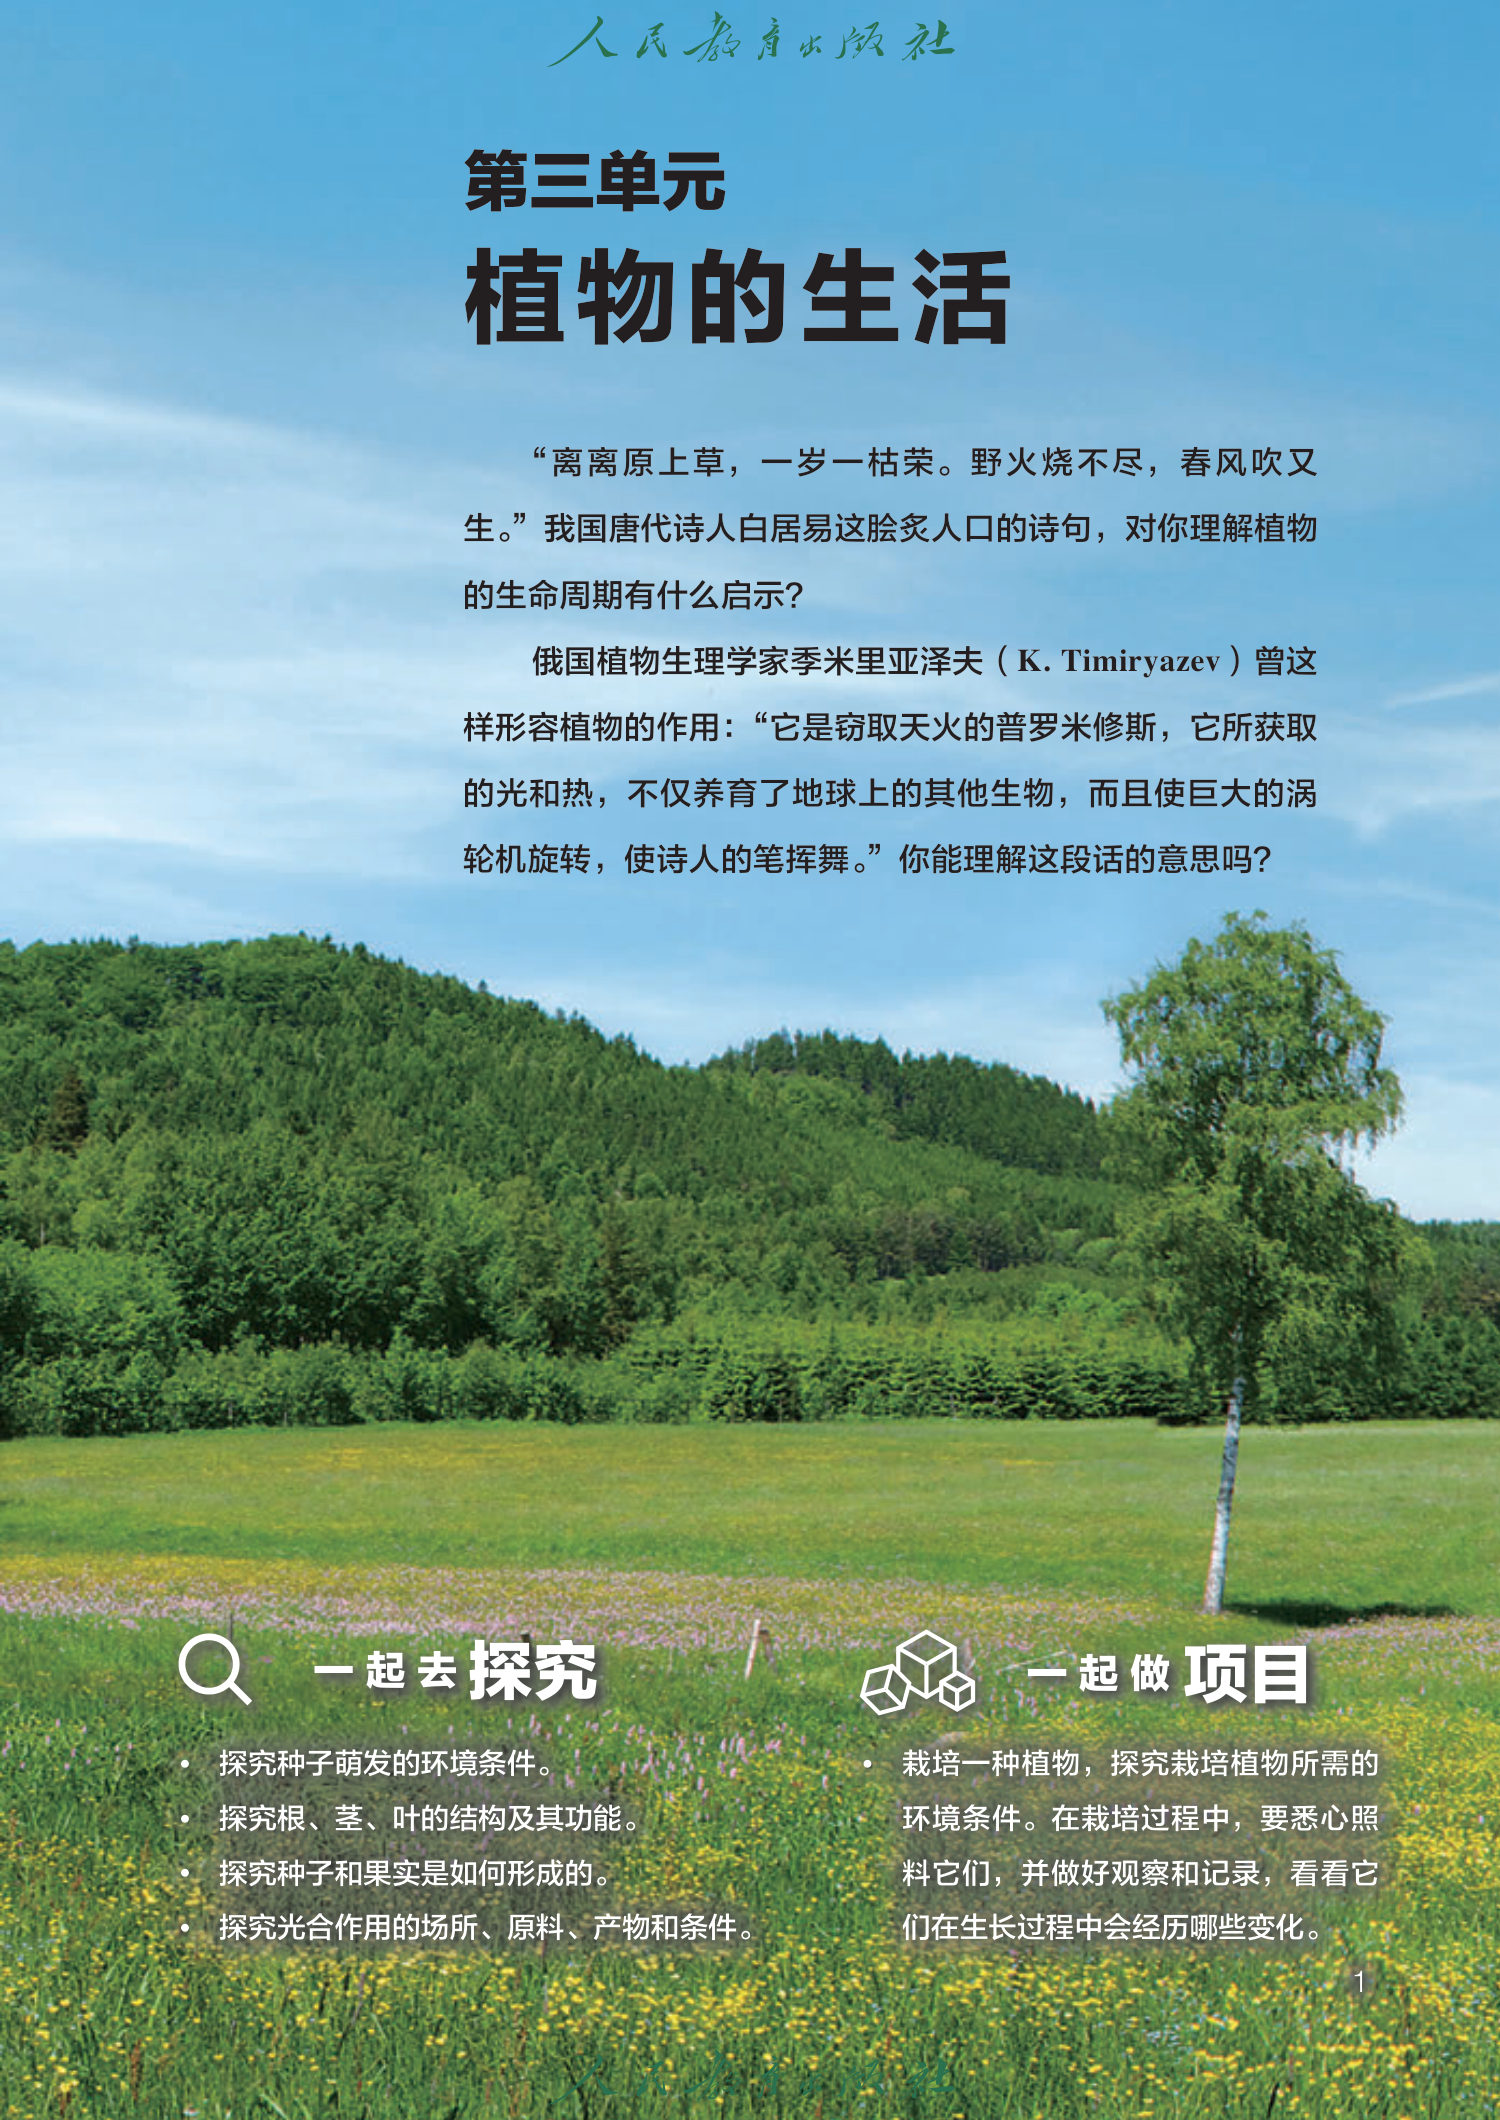 人民教育出版社
第三单元
植物的生活
“离离原上草，一岁一枯荣。野火烧不尽，春风吹又
生。”我国唐代诗人白居易这脍炙人口的诗句，对你理解植物
的生命周期有什么启示？
俄国植物生理学家季米里亚泽夫（K. Timiryazev）曾这
样形容植物的作用：“它是窃取天火的普罗米修斯，它所获取
的光和热，不仅养育了地球上的其他生物，而且使巨大的涡
轮机旋转，使诗人的笔挥舞。”你能理解这段话的意思吗？
一起去探究
• 探究种子萌发的环境条件。
• 探究根、茎、叶的结构及其功能。
• 探究种子和果实是如何形成的。
• 探究光合作用的场所、原料、产物和条件。
一起做项目
• 栽培一种植物，探究栽培植物所需的
环境条件。在栽培过程中，要悉心照
料它们，并做好观察和记录，看看它
们在生长过程中会经历哪些变化。
1
人民教育出版社